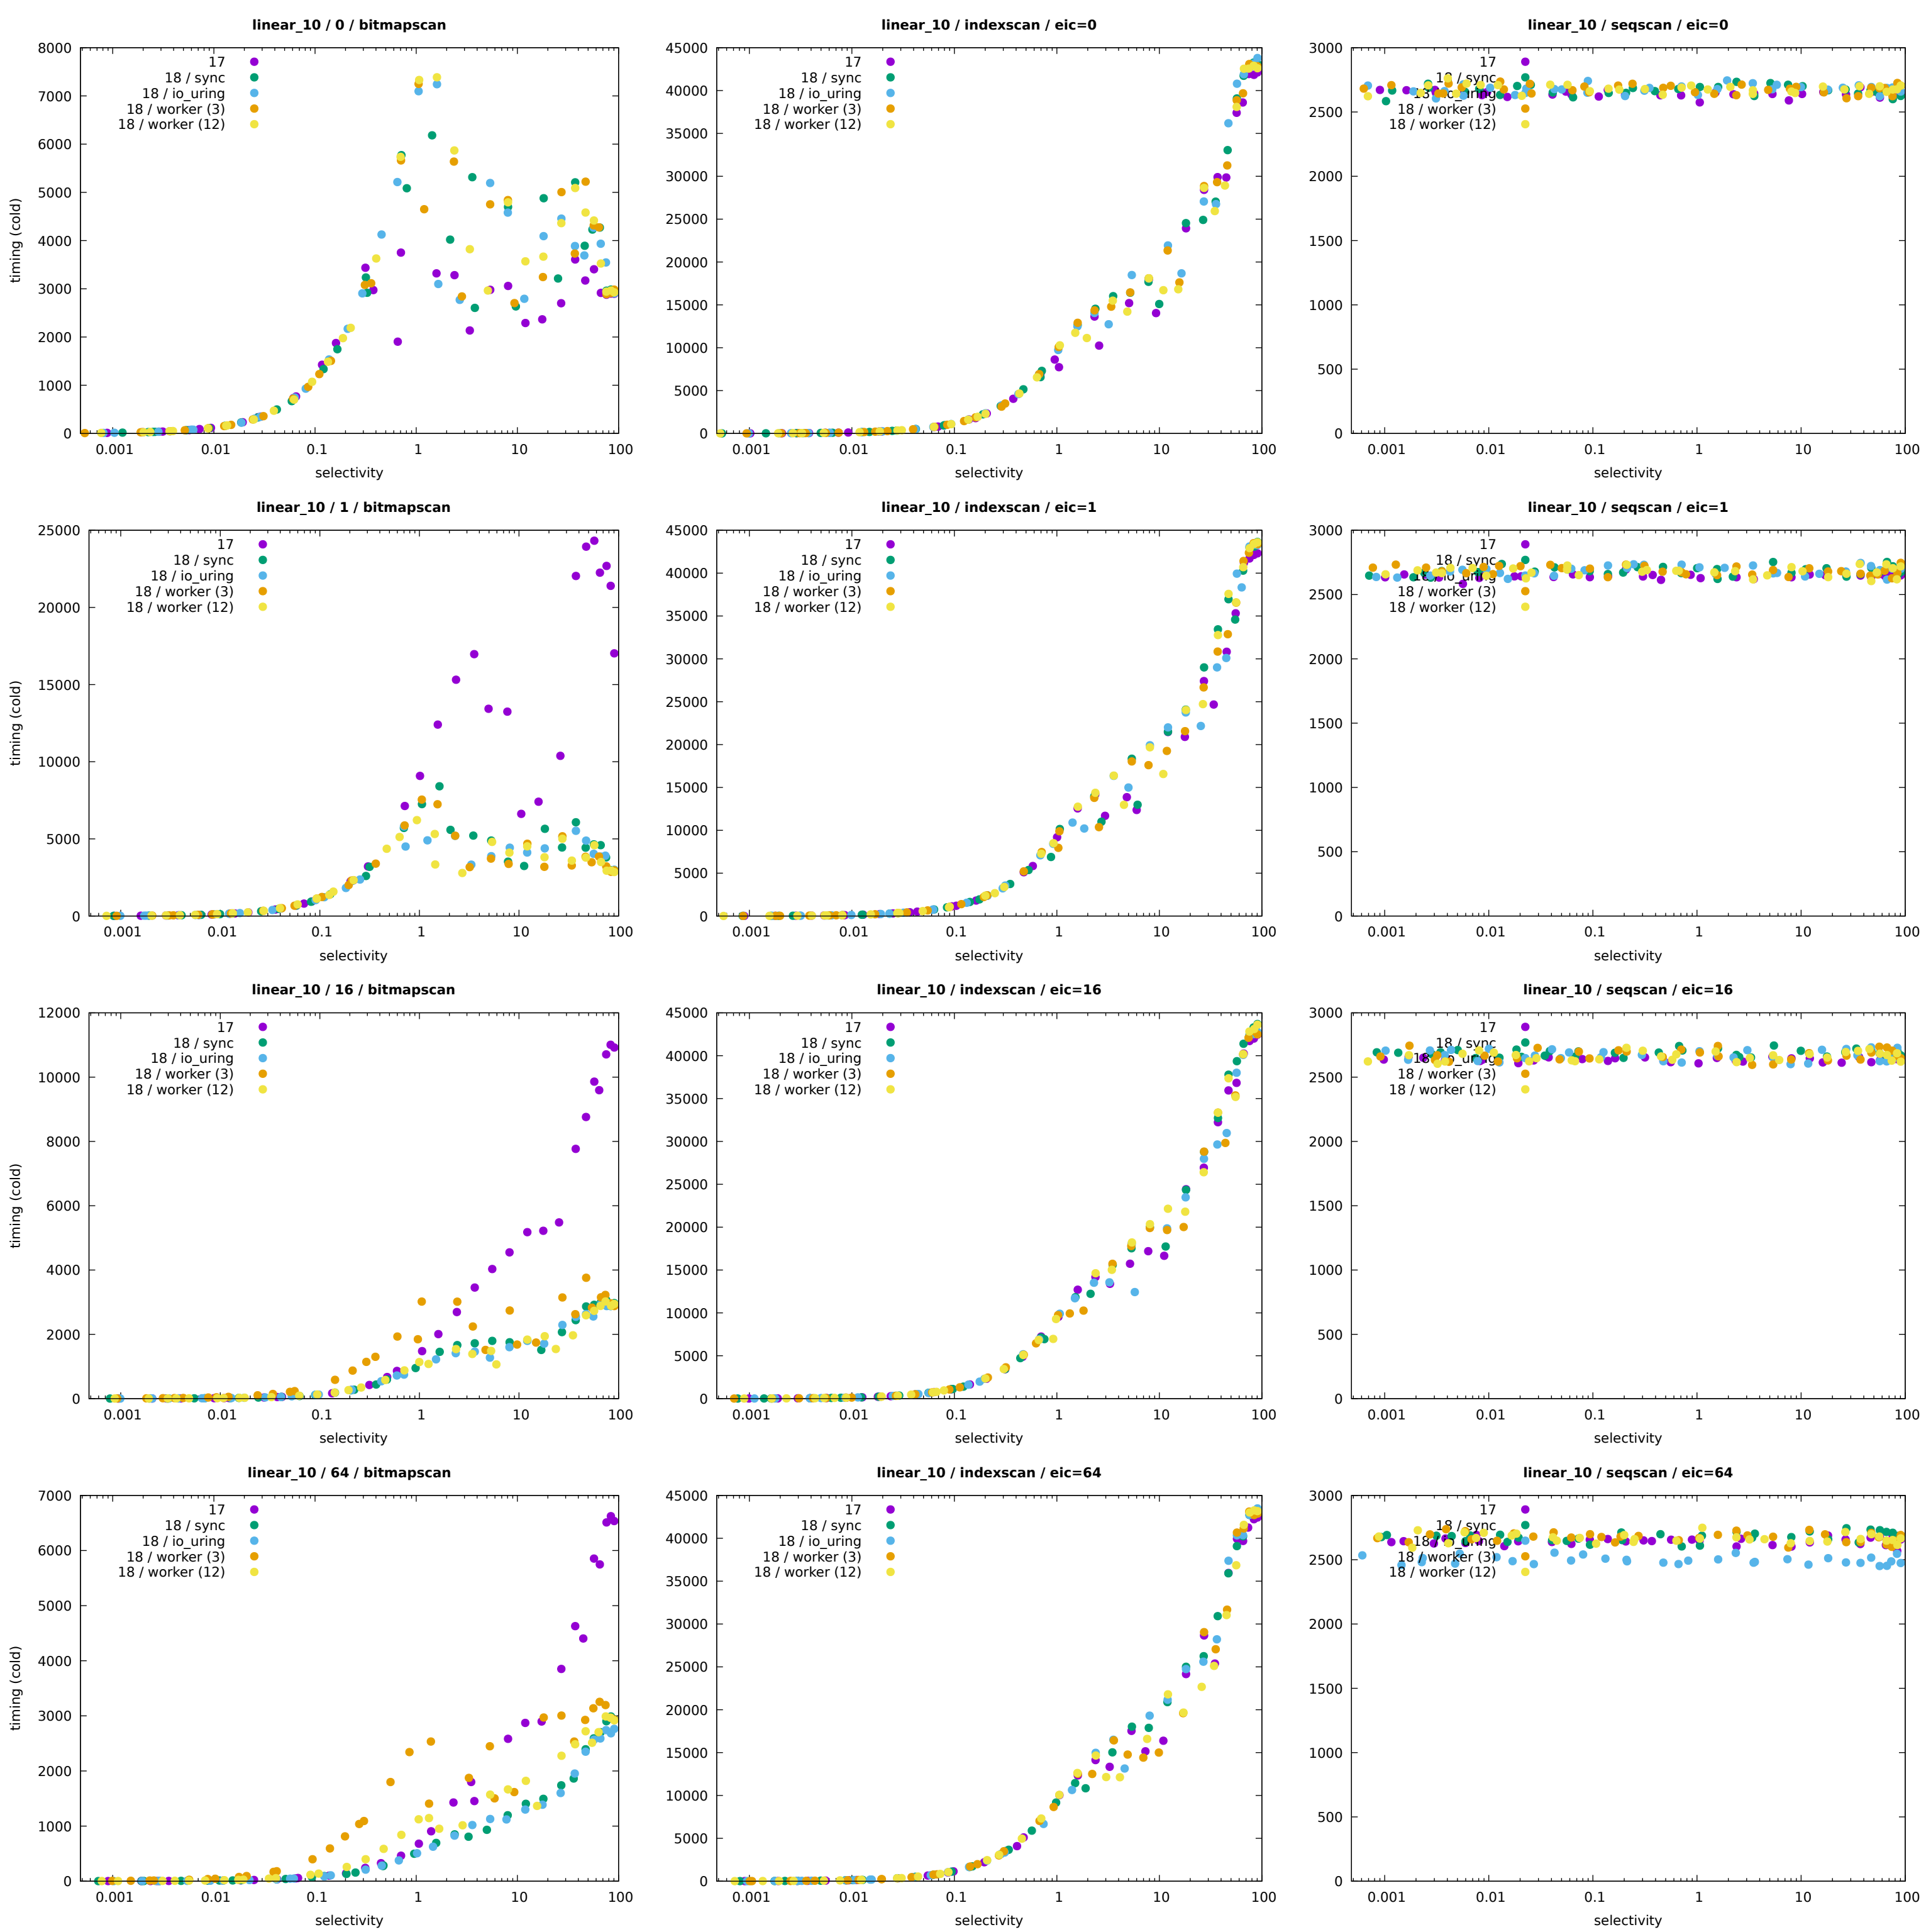 linear_10 / 0 / bitmapscan
timing (cold)
8000
7000
6000
5000
4000
3000
2000
1000
0
17
18 / sync
18 / io_uring
18 / worker (3)
18 / worker (12)
0.001 0.01 0.1 1 10 100
selectivity
linear_10 / indexscan / eic=0
45000
40000
35000
30000
25000
20000
15000
10000
5000
0
17
18 / sync
18 / io_uring
18 / worker (3)
18 / worker (12)
0.001 0.01 0.1 1 10 100
selectivity
linear_10 / seqscan / eic=0
3000
2500
2000
1500
1000
500
0
17
18 / sync
18 / io_uring
18 / worker (3)
18 / worker (12)
0.001 0.01 0.1 1 10 100
selectivity
linear_10 / 1 / bitmapscan
timing (cold)
25000
20000
15000
10000
5000
0
17
18 / sync
18 / io_uring
18 / worker (3)
18 / worker (12)
0.001 0.01 0.1 1 10 100
selectivity
linear_10 / indexscan / eic=1
45000
40000
35000
30000
25000
20000
15000
10000
5000
0
17
18 / sync
18 / io_uring
18 / worker (3)
18 / worker (12)
0.001 0.01 0.1 1 10 100
selectivity
linear_10 / seqscan / eic=1
3000
2500
2000
1500
1000
500
0
17
18 / sync
18 / io_uring
18 / worker (3)
18 / worker (12)
0.001 0.01 0.1 1 10 100
selectivity
linear_10 / 16 / bitmapscan
timing (cold)
12000
10000
8000
6000
4000
2000
0
17
18 / sync
18 / io_uring
18 / worker (3)
18 / worker (12)
0.001 0.01 0.1 1 10 100
selectivity
linear_10 / indexscan / eic=16
45000
40000
35000
30000
25000
20000
15000
10000
5000
0
17
18 / sync
18 / io_uring
18 / worker (3)
18 / worker (12)
0.001 0.01 0.1 1 10 100
selectivity
linear_10 / seqscan / eic=16
3000
2500
2000
1500
1000
500
0
17
18 / sync
18 / io_uring
18 / worker (3)
18 / worker (12)
0.001 0.01 0.1 1 10 100
selectivity
linear_10 / 64 / bitmapscan
timing (cold)
7000
6000
5000
4000
3000
2000
1000
0
17
18 / sync
18 / io_uring
18 / worker (3)
18 / worker (12)
0.001 0.01 0.1 1 10 100
selectivity
linear_10 / indexscan / eic=64
45000
40000
35000
30000
25000
20000
15000
10000
5000
0
17
18 / sync
18 / io_uring
18 / worker (3)
18 / worker (12)
0.001 0.01 0.1 1 10 100
selectivity
linear_10 / seqscan / eic=64
3000
2500
2000
1500
1000
500
0
17
18 / sync
18 / io_uring
18 / worker (3)
18 / worker (12)
0.001 0.01 0.1 1 10 100
selectivity